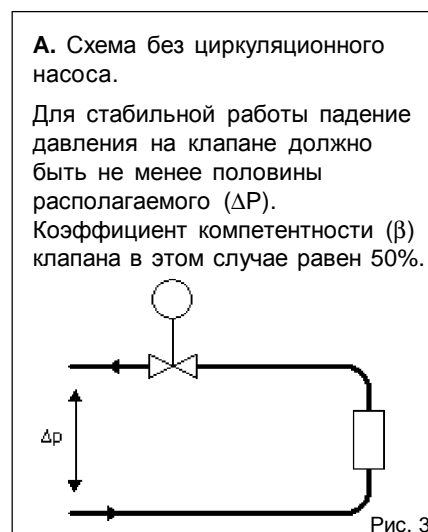 А. Схема без циркуляционного
насоса.
Для стабильной работы падение
давления на клапане должно
быть не менее половины
располагаемого (ΔP).
Коэффициент компетентности (β)
клапана в этом случае равен 50%.
Δp
Рис. 3